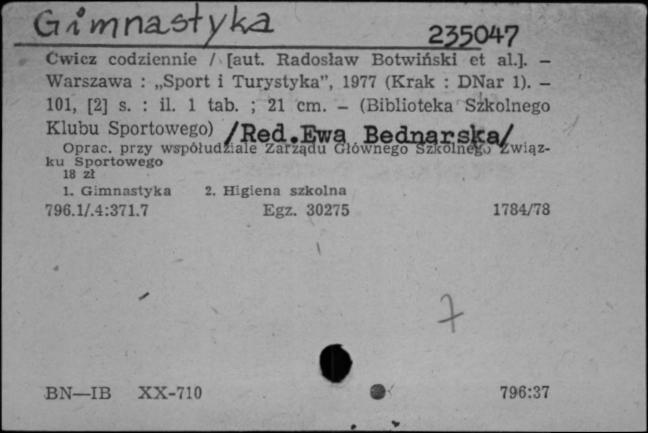 Gimnastyka
235047
Ćwicz codziennie / [aut. Radosław Botwiński et al.]. —
Warszawa : „Sport i Turystyka”, 1977 (Krak : DNar 1). —
101, [2] s. : il. 1 tab. ; 21 cm. — (Biblioteka Szkolnego
Klubu Sportowego) /Red.Ewa Bednarska/
Oprac. przy współudziale Zarządu Głównego Szkolnego Związ-
ku Sportowego
18 zł
1. Gimnastyka 2. Higiena szkolna
796.1/.4:371.7 Egz. 30275 1784/78
7
BN—IB XX-710 796:37